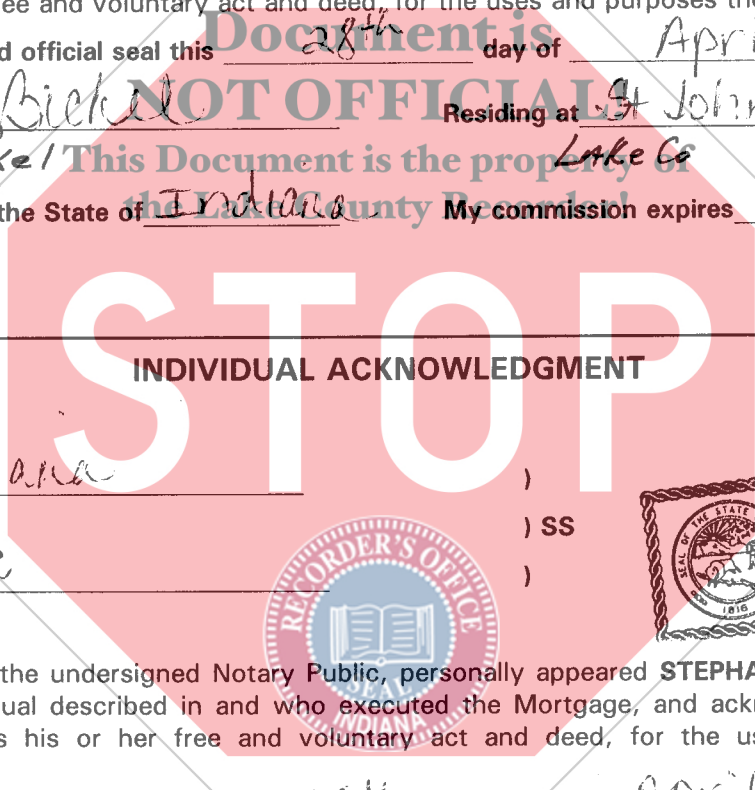 ee and voluntary act and deed, for the uses and purposes the
Document is
d official seal this 28th day of Apri
NOT OFFICIAL!
Bickel Residing at St John
This Document is the property of
ke l Lake Co
the Lake County Recorder!
the State of Indiana My commission expires
STOP
INDIVIDUAL ACKNOWLEDGMENT
ana )
) SS
)
SEAL OF THE STATE
1816
RECORDER'S OFFICE
SEAL
INDIANA
the undersigned Notary Public, personally appeared STEPHA
ual described in and who executed the Mortgage, and ackn
s his or her free and voluntary act and deed, for the us